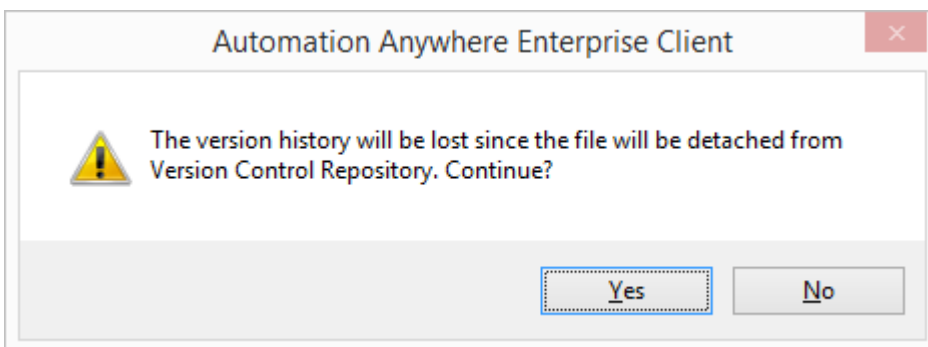 Automation Anywhere Enterprise Client
The version history will be lost since the file will be detached from
Version Control Repository. Continue?
Yes
No